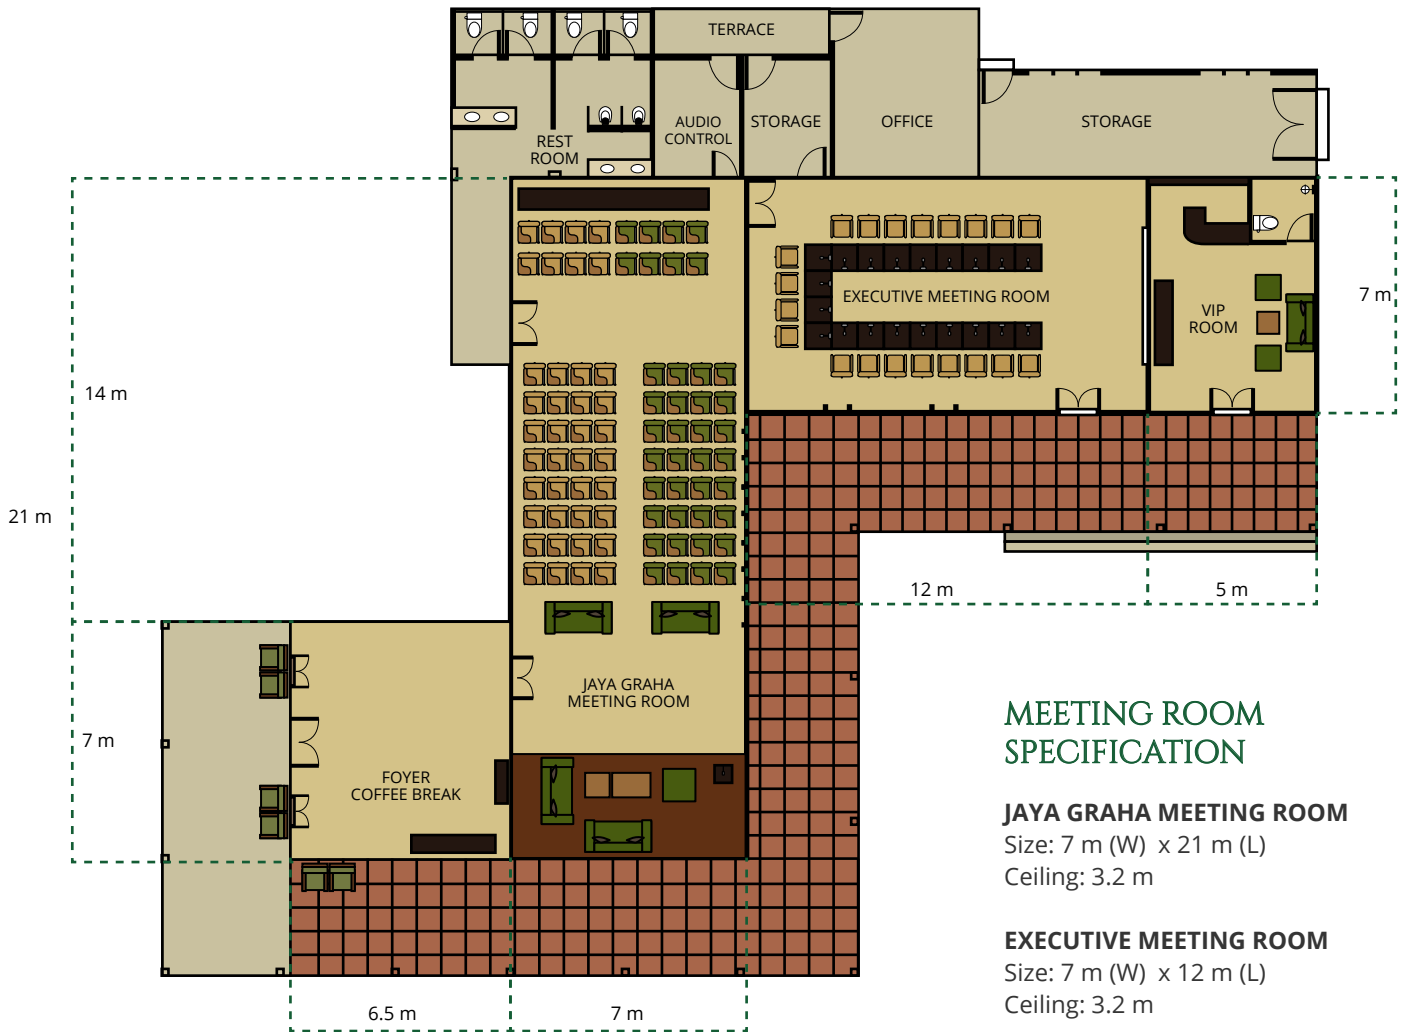 TERRACE
AUDIO
CONTROL
STORAGE
OFFICE
STORAGE
REST
ROOM
EXECUTIVE MEETING ROOM
VIP
ROOM
7 m
14 m
21 m
12 m
5 m
JAYA GRAHA
MEETING ROOM
7 m
FOYER
COFFEE BREAK
6.5 m
7 m
MEETING ROOM
SPECIFICATION
JAYA GRAHA MEETING ROOM
Size: 7 m (W) x 21 m (L)
Ceiling: 3.2 m
EXECUTIVE MEETING ROOM
Size: 7 m (W) x 12 m (L)
Ceiling: 3.2 m